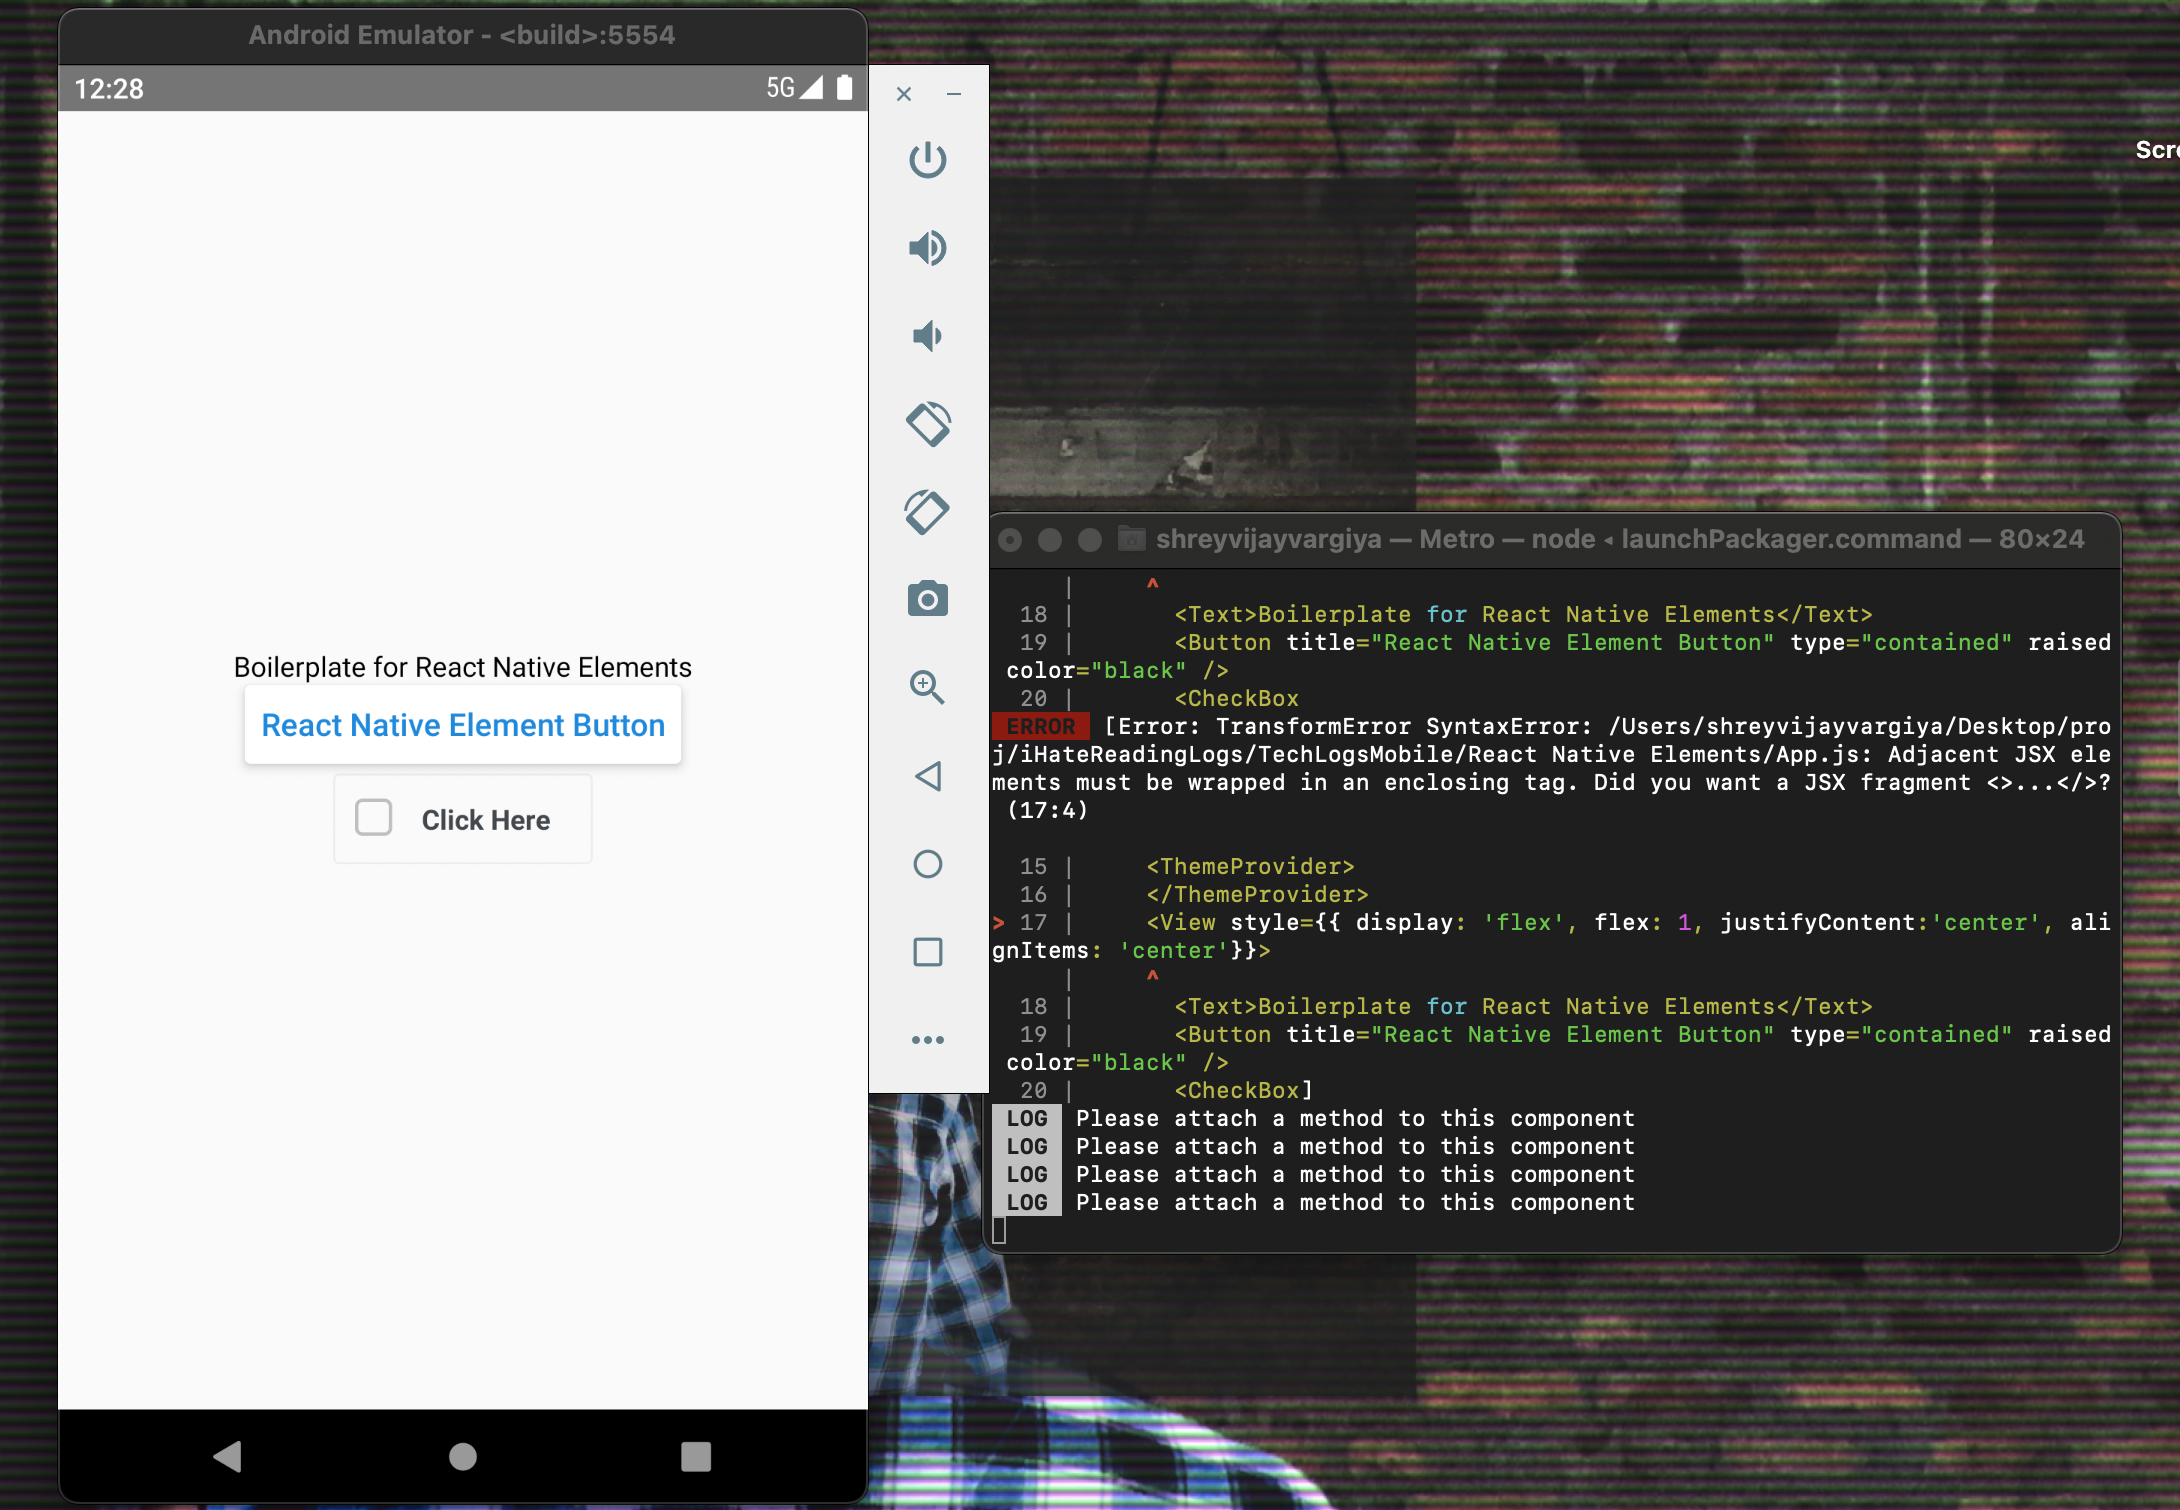 Android Emulator - <build>:5554
12:28
5G
Boilerplate for React Native Elements
React Native Element Button
Click Here
Scre
shreyvijayvargiya — Metro — node ◂ launchPackager.command — 80×24
| ^
18 | <Text>Boilerplate for React Native Elements</Text>
19 | <Button title="React Native Element Button" type="contained" raised
color="black" />
20 | <CheckBox
ERROR [Error: TransformError SyntaxError: /Users/shreyvijayvargiya/Desktop/pro
j/iHateReadingLogs/TechLogsMobile/React Native Elements/App.js: Adjacent JSX ele
ments must be wrapped in an enclosing tag. Did you want a JSX fragment <>...</>?
(17:4)
15 | <ThemeProvider>
16 | </ThemeProvider>
> 17 | <View style={{ display: 'flex', flex: 1, justifyContent:'center', ali
gnItems: 'center'}}>
| ^
18 | <Text>Boilerplate for React Native Elements</Text>
19 | <Button title="React Native Element Button" type="contained" raised
color="black" />
20 | <CheckBox]
LOG Please attach a method to this component
LOG Please attach a method to this component
LOG Please attach a method to this component
LOG Please attach a method to this component